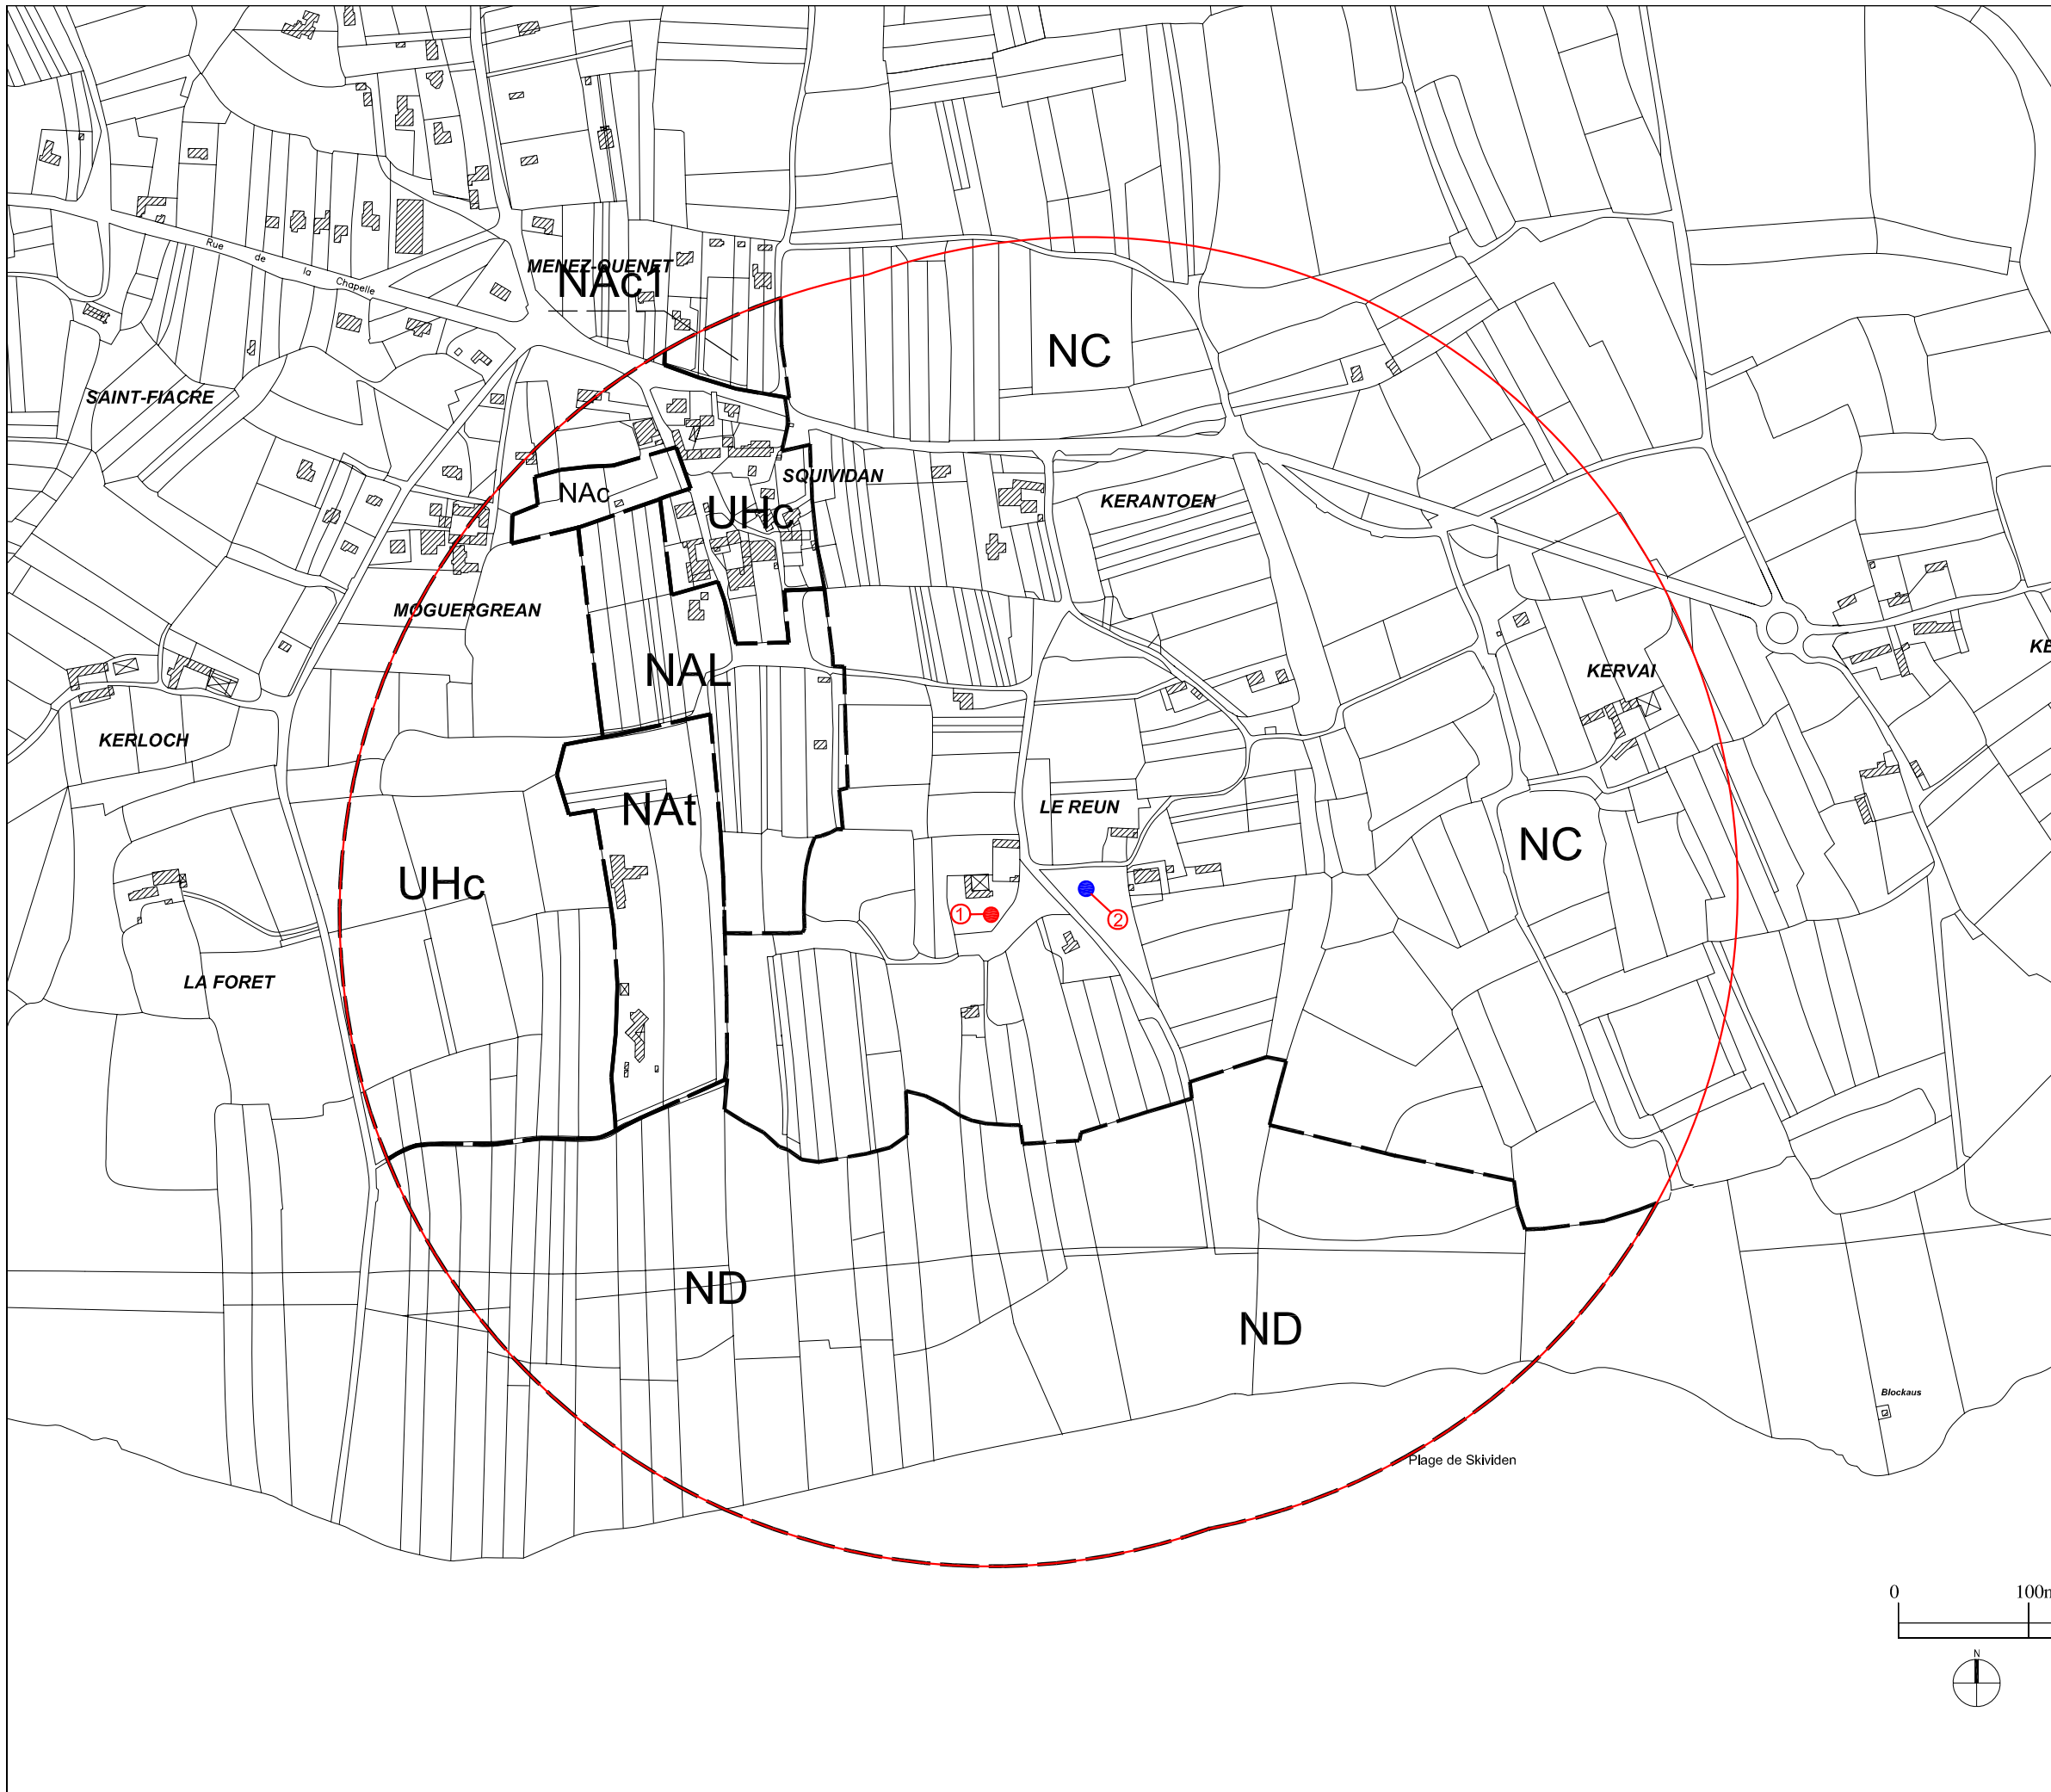 MENEZ-QUENET
NAc1
Rue de la Chapelle
NC
SAINT-FIACRE
SQUIVIDAN
NAc
UHc
KERANTOEN
MOGUERGREAN
NAL
KERVAI
KE
KERLOCH
NAt
LE REUN
NC
UHc
1
2
LA FORET
ND
ND
Blockaus
Plage de Skividen
0 100m
N